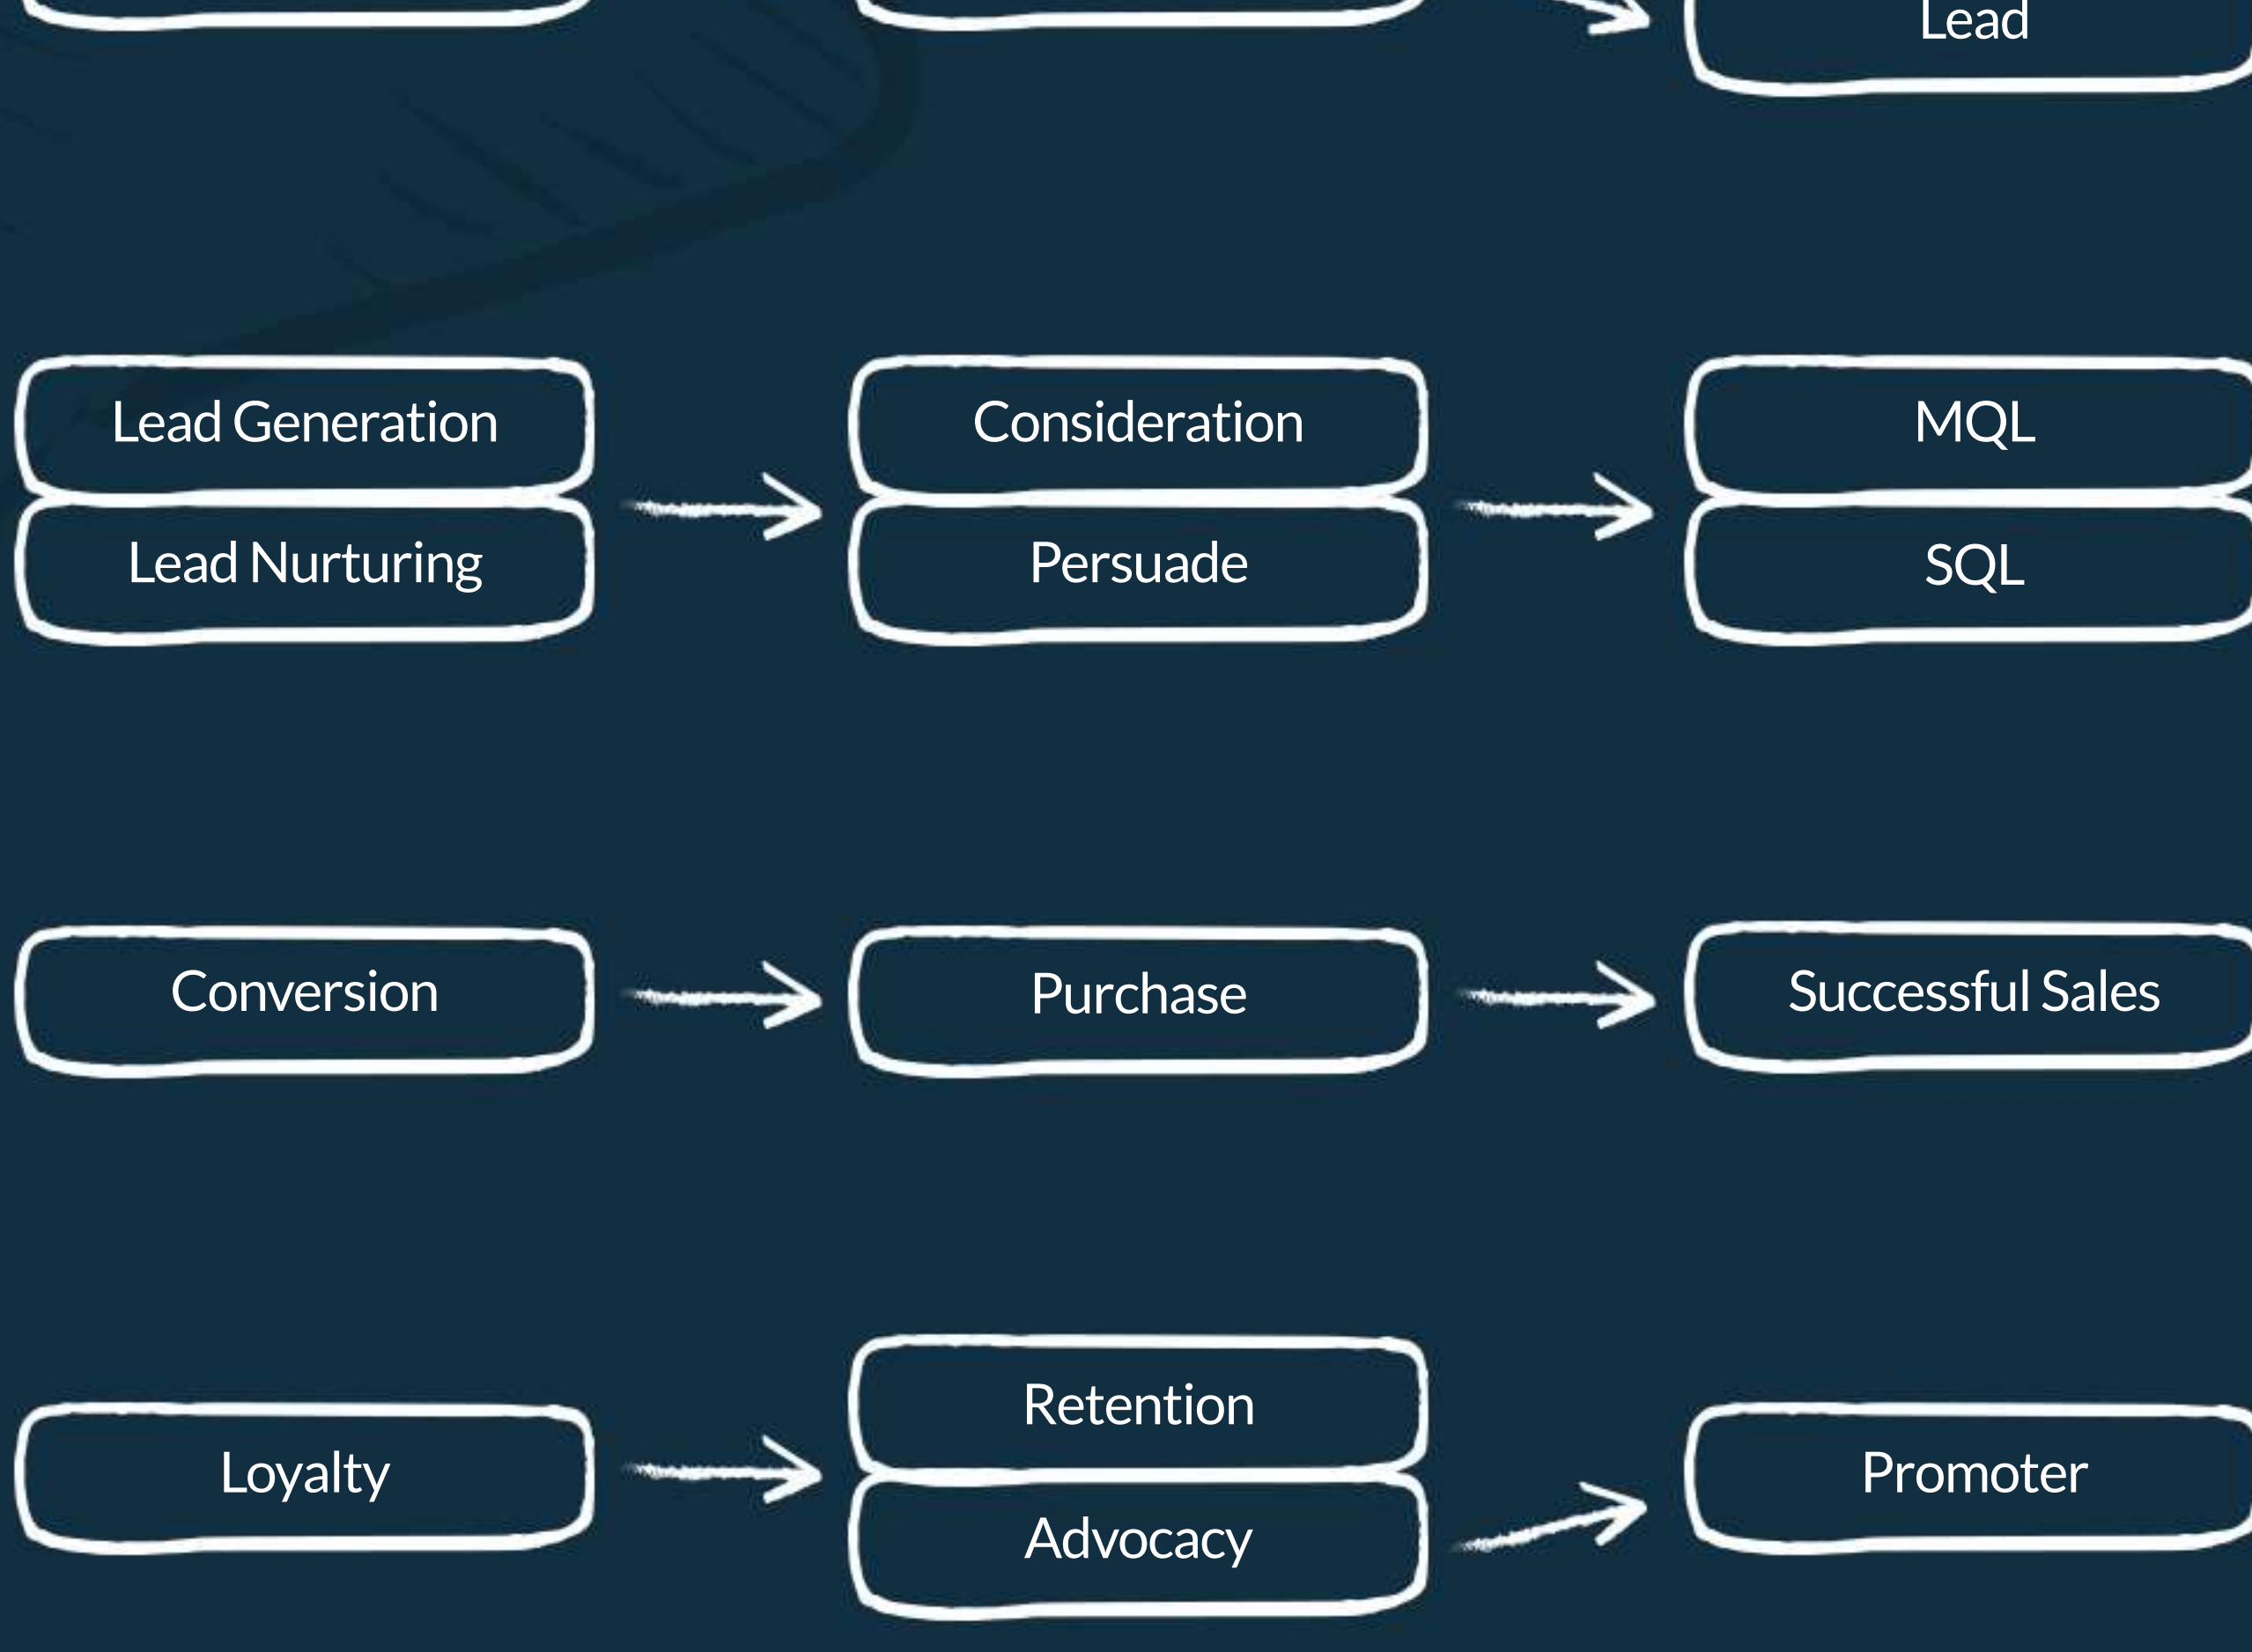 Lead
Lead Generation
Consideration
MQL
Lead Nurturing
Persuade
SQL
Conversion
Purchase
Successful Sales
Retention
Loyalty
Promoter
Advocacy